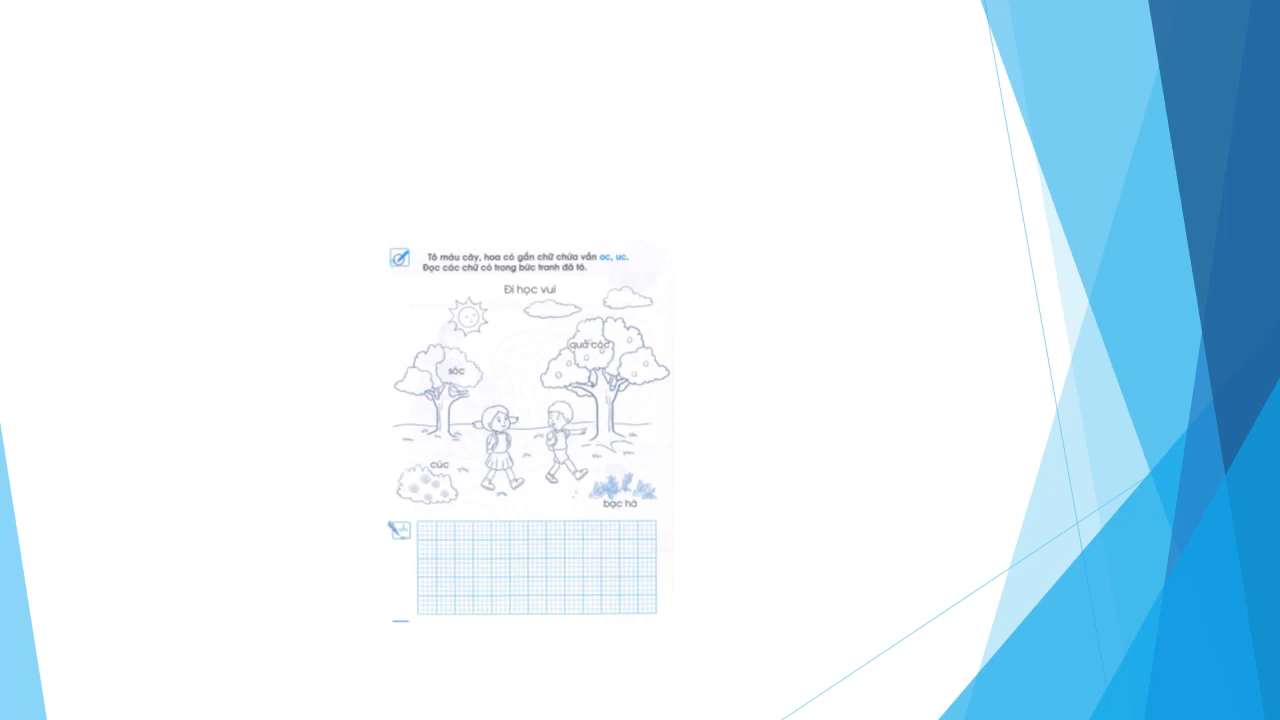 Tô màu cây, hoa có gắn chữ chứa vần oc, uc.
Đọc các chữ có trong bức tranh đã tô.
Đi học vui
quả cóc
sóc
cúc
bạc hà